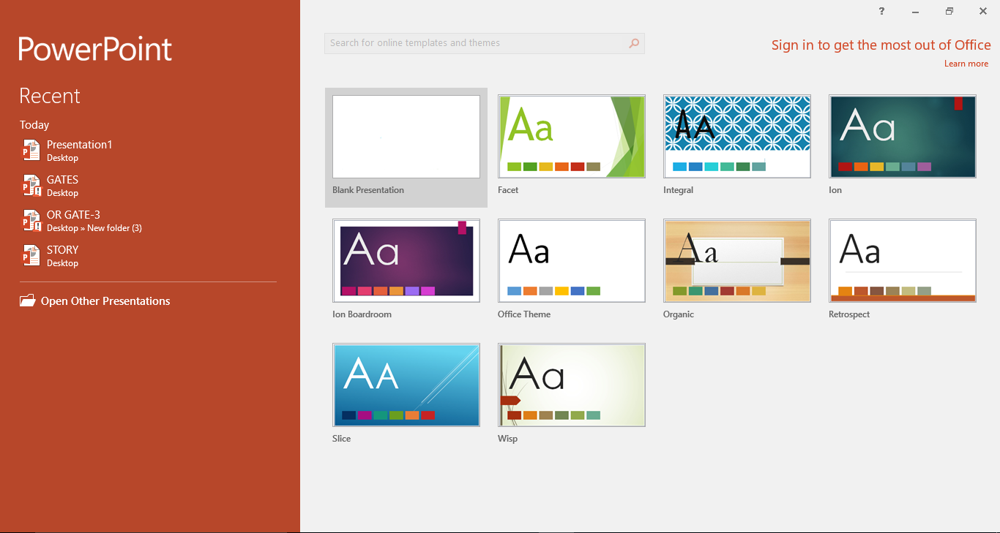 PowerPoint
Recent
Today
Presentation1
Desktop
GATES
Desktop
OR GATE-3
Desktop » New folder (3)
STORY
Desktop
Open Other Presentations
?
Search for online templates and themes
Sign in to get the most out of Office
Learn more
Blank Presentation
Aa
Facet
AA
Integral
Aa
Ion
Aa
Ion Boardroom
Aa
Office Theme
Aa
Organic
Aa
Retrospect
AA
Slice
Aa
Wisp